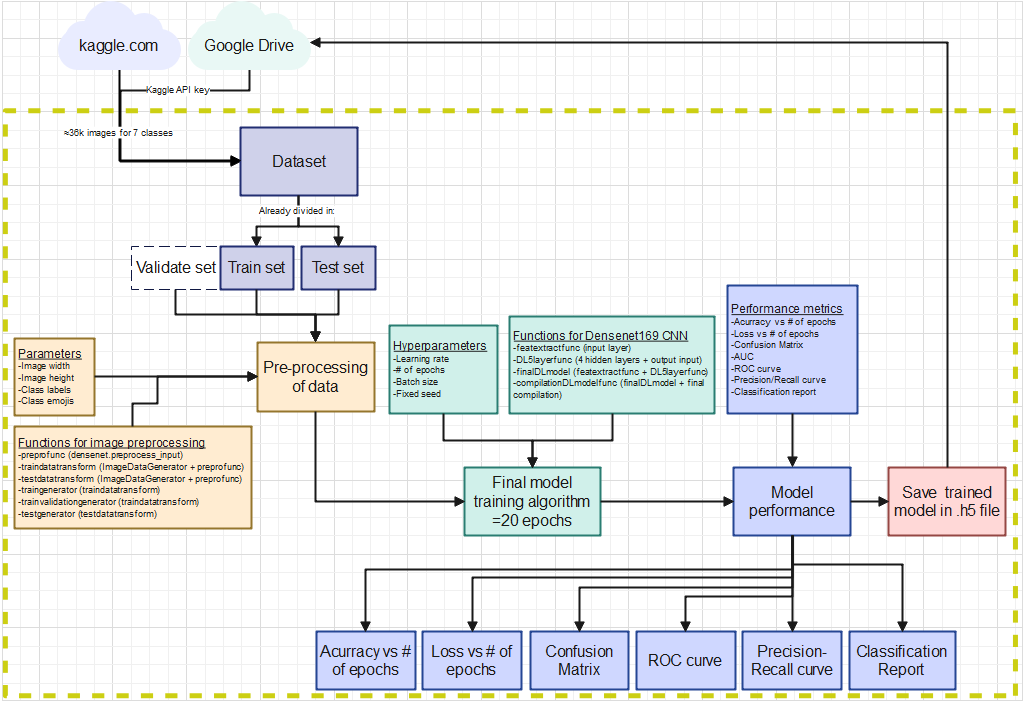 kaggle.com
Google Drive
Kaggle API key
≈36k images for 7 classes
Dataset
Already divided in:
Validate set
Train set
Test set
Parameters
-Image width
-Image height
-Class labels
-Class emojis
Pre-processing
of data
Hyperparameters
-Learning rate
-# of epochs
-Batch size
-Fixed seed
Functions for Densenet169 CNN
-featextractfunc (input layer)
-DL5layerfunc (4 hidden layers + output input)
-finalDLmodel (featextractfunc + DL5layerfunc)
-compilationDLmodelfunc (finalDLmodel + final
compilation)
Performance metrics
-Acurracy vs # of epochs
-Loss vs # of epochs
-Confusion Matrix
-AUC
-ROC curve
-Precision/Recall curve
-Classification report
Functions for image preprocessing
-preprofunc (densenet.preprocess_input)
-traindatatransform (ImageDataGenerator + preprofunc)
-testdatatransform (ImageDataGenerator + preprofunc)
-traingenerator (traindatatransform)
-trainvalidationgenerator (traindatatransform)
-testgenerator (testdatatransform)
Final model
training algorithm
=20 epochs
Model
performance
Save trained
model in .h5 file
Acurracy vs #
of epochs
Loss vs # of
epochs
Confusion
Matrix
ROC curve
Precision-
Recall curve
Classification
Report